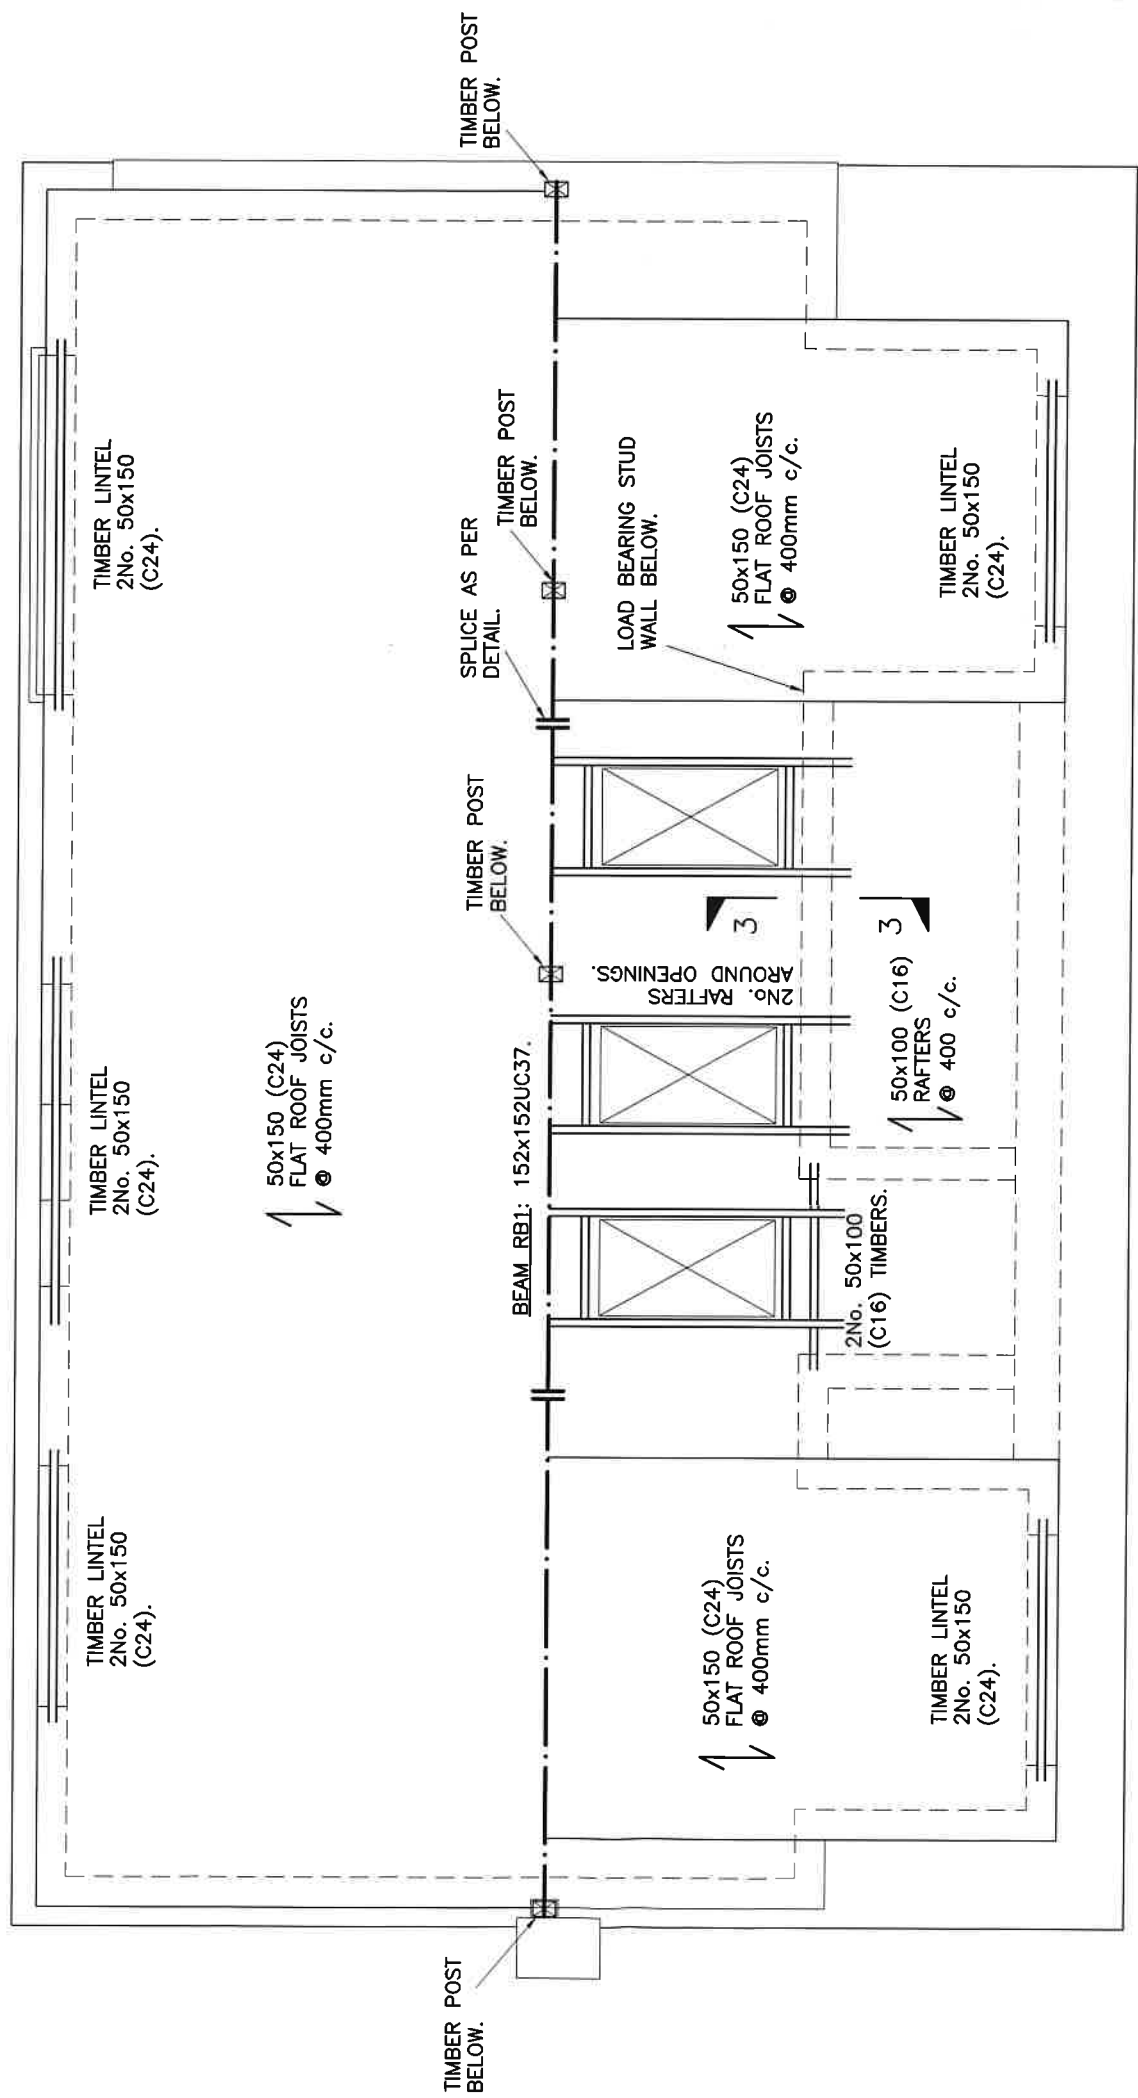 TIMBER POST
BELOW.
TIMBER LINTEL
2No. 50x150
(C24).
TIMBER LINTEL
2No. 50x150
(C24).
TIMBER LINTEL
2No. 50x150
(C24).
50x150 (C24)
FLAT ROOF JOISTS
@ 400mm c/c.
TIMBER POST
BELOW.
SPLICE AS PER
DETAIL.
TIMBER POST
BELOW.
TIMBER POST
BELOW.
BEAM RB1: 152x152UC37.
2No. RAFTERS
AROUND OPENINGS.
LOAD BEARING STUD
WALL BELOW.
3
3
50x150 (C24)
FLAT ROOF JOISTS
@ 400mm c/c.
2No. 50x100
(C16) TIMBERS.
50x100 (C16)
RAFTERS
@ 400 c/c.
50x150 (C24)
FLAT ROOF JOISTS
@ 400mm c/c.
TIMBER LINTEL
2No. 50x150
(C24).
TIMBER LINTEL
2No. 50x150
(C24).